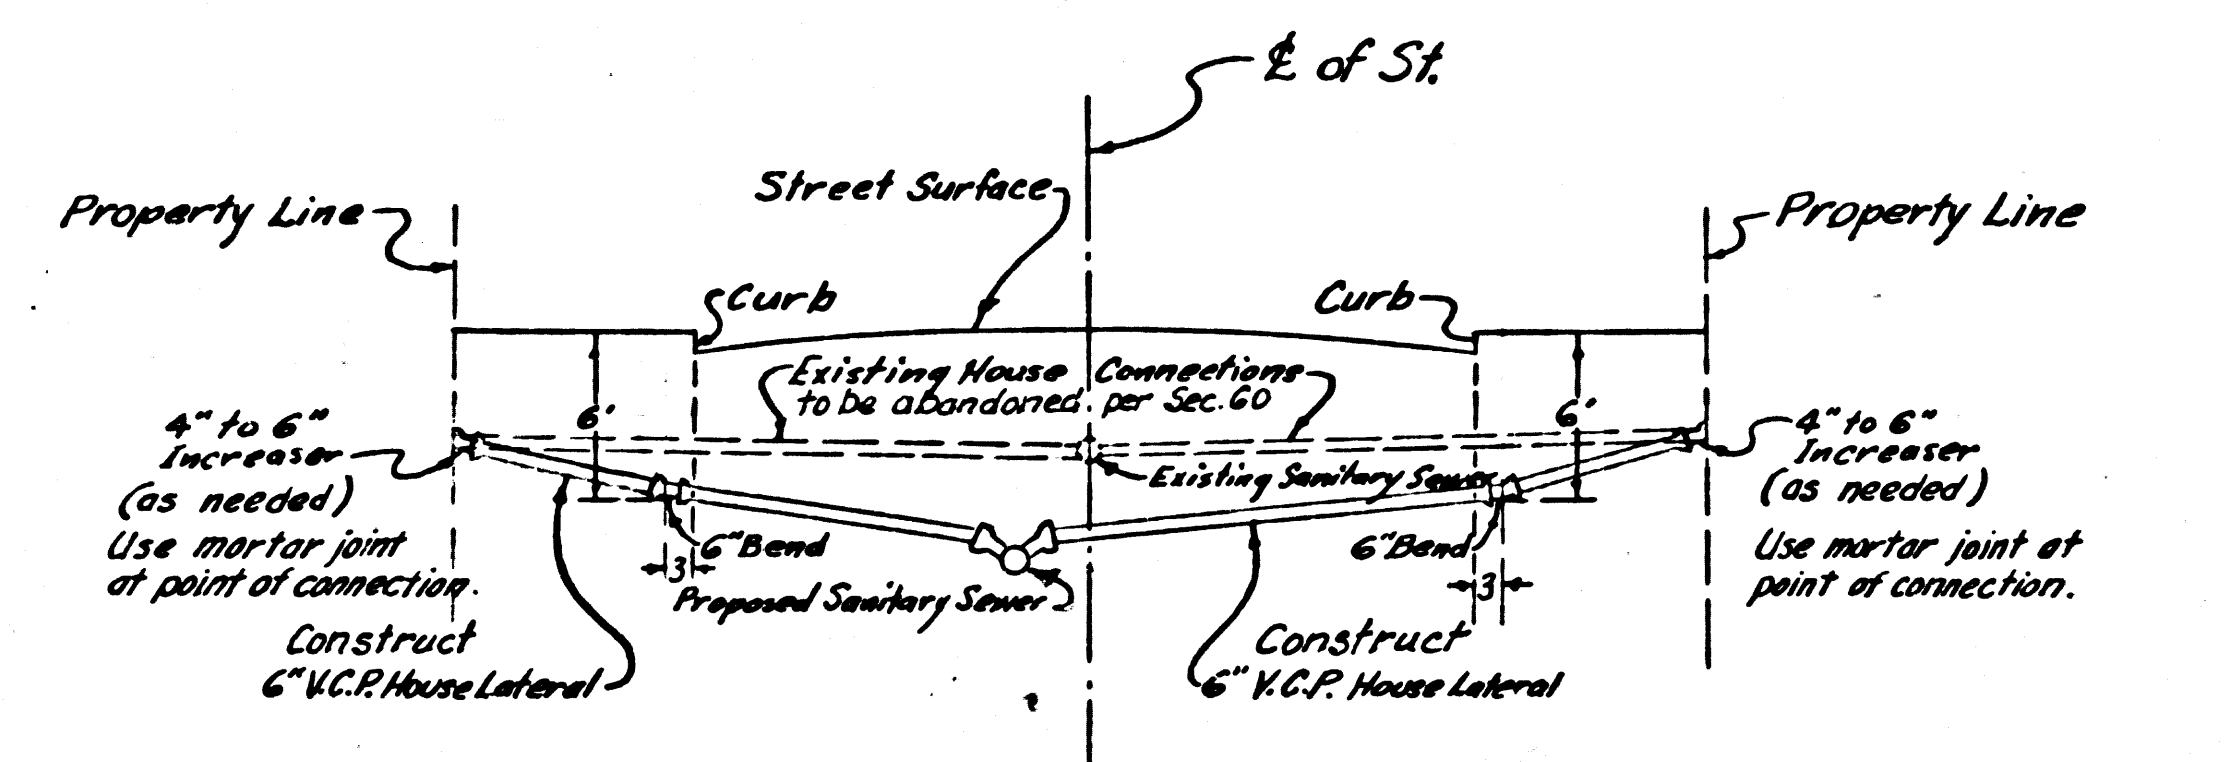 ℄ of St.
Street Surface
Property Line
Property Line
Curb
Curb
Existing House Connections
to be abandoned per Sec. 60
6'
6'
4" to 6"
Increaser
(as needed)
Use mortar joint
at point of connection.
4" to 6"
Increaser
(as needed)
Use mortar joint at
point of connection.
Existing Sanitary Sewer
6" Bend
6" Bend
3
3
Proposed Sanitary Sewer
Construct
6" V.C.P. House Lateral
Construct
6" V.C.P. House Lateral